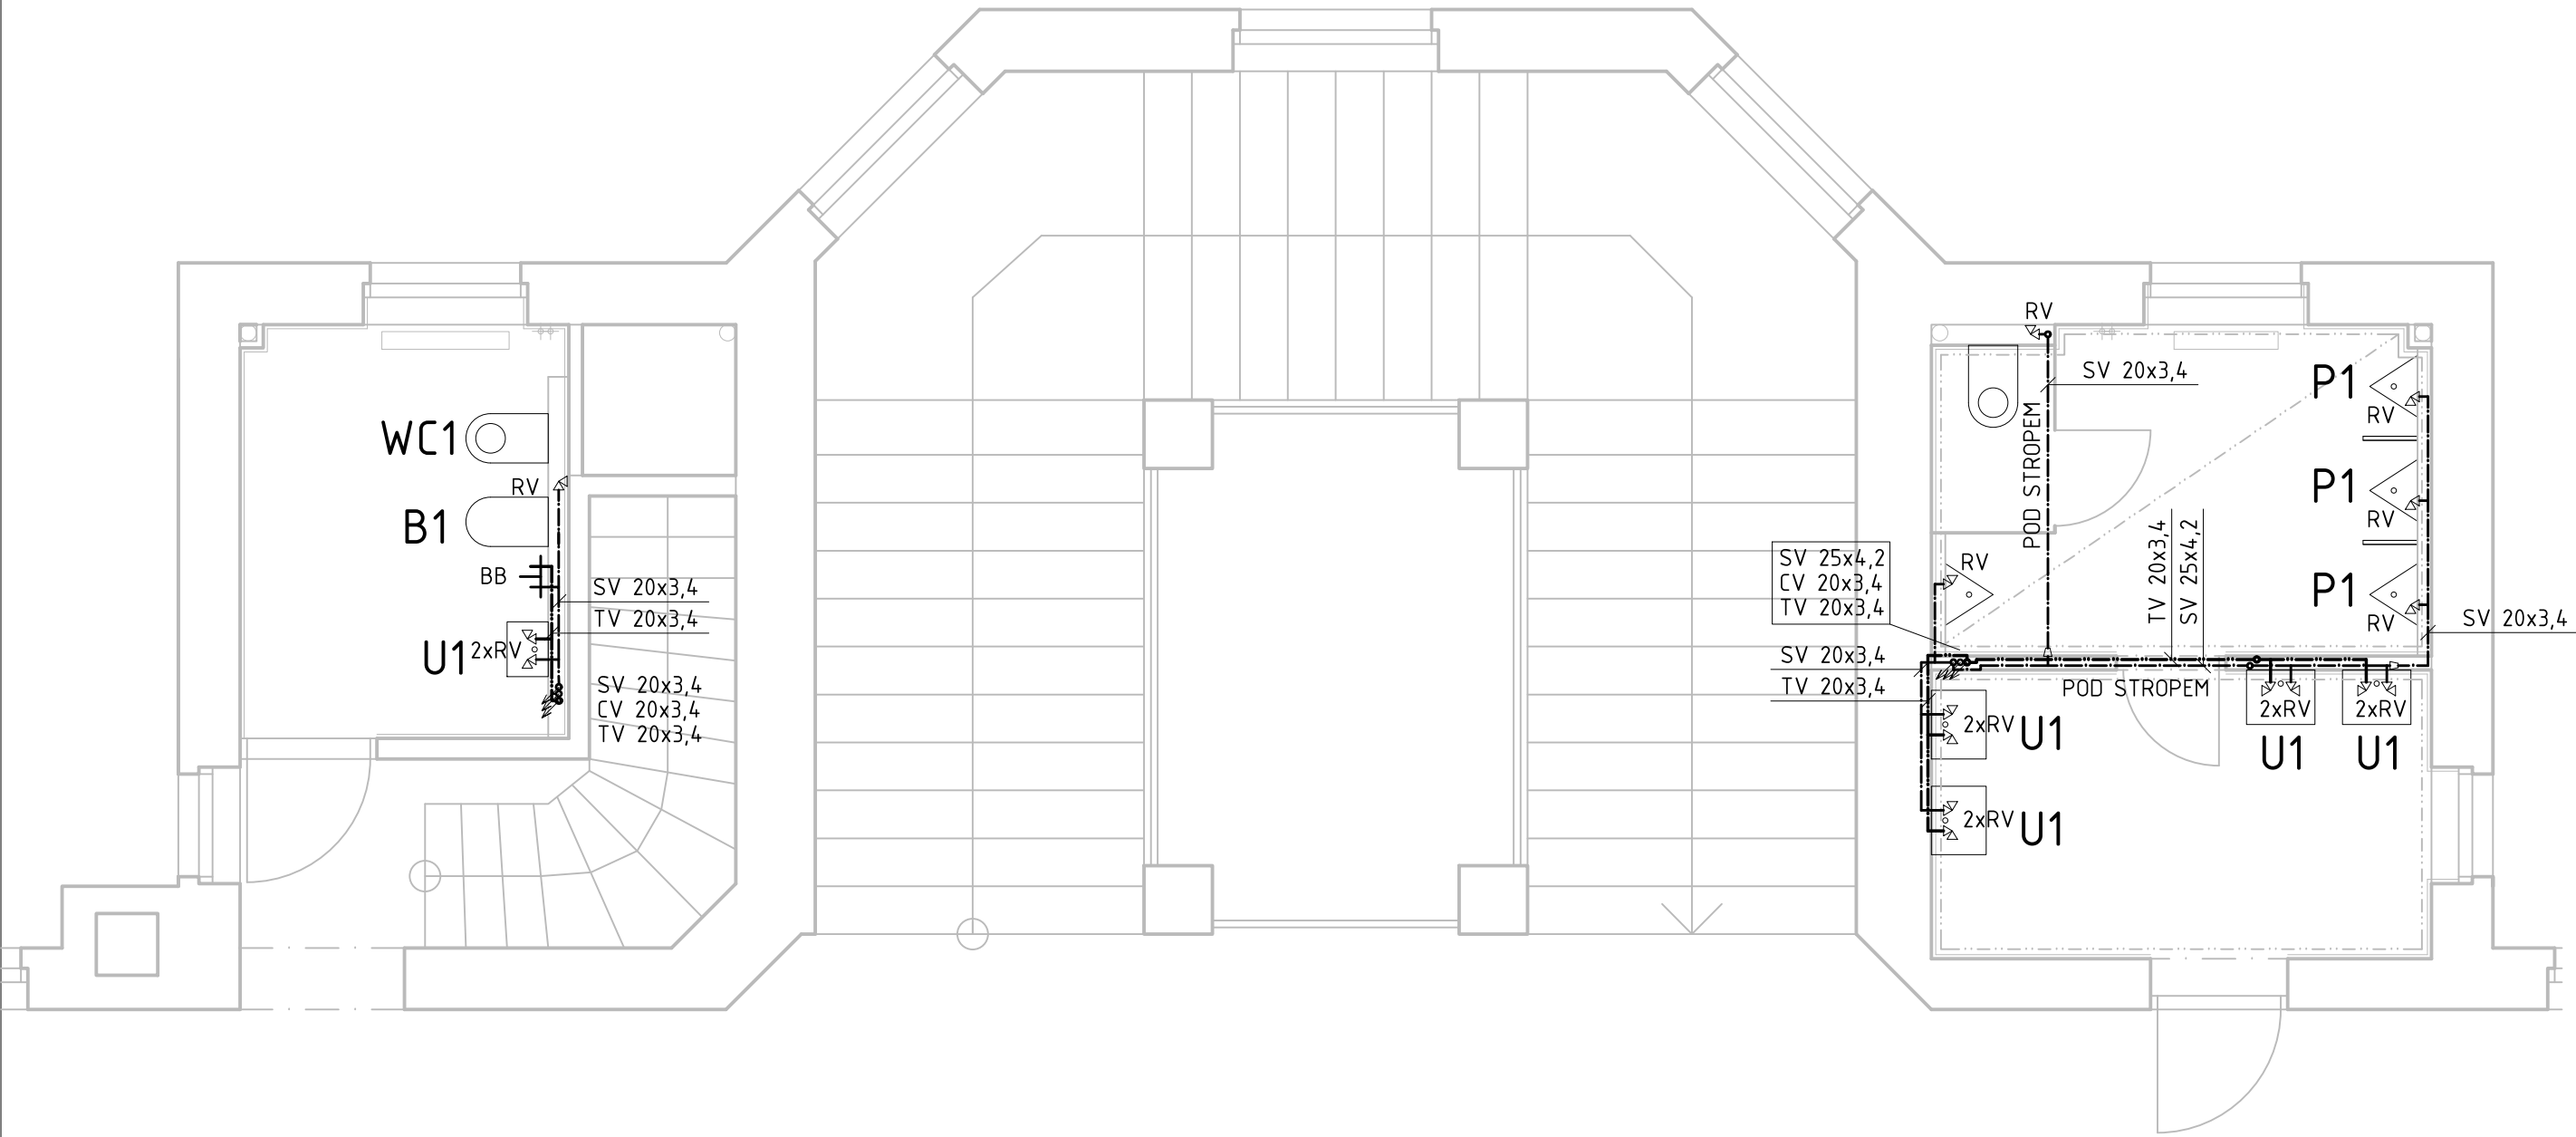 WC1
RV
B1
BB
SV 20x3,4
TV 20x3,4
U1
2xRV
SV 20x3,4
CV 20x3,4
TV 20x3,4
RV
SV 20x3,4
POD STROPEM
P1
RV
P1
RV
P1
RV
SV 20x3,4
RV
SV 25x4,2
CV 20x3,4
TV 20x3,4
TV 20x3,4
SV 25x4,2
SV 20x3,4
TV 20x3,4
POD STROPEM
2xRV
U1
2xRV
U1
2xRV
U1
2xRV
U1